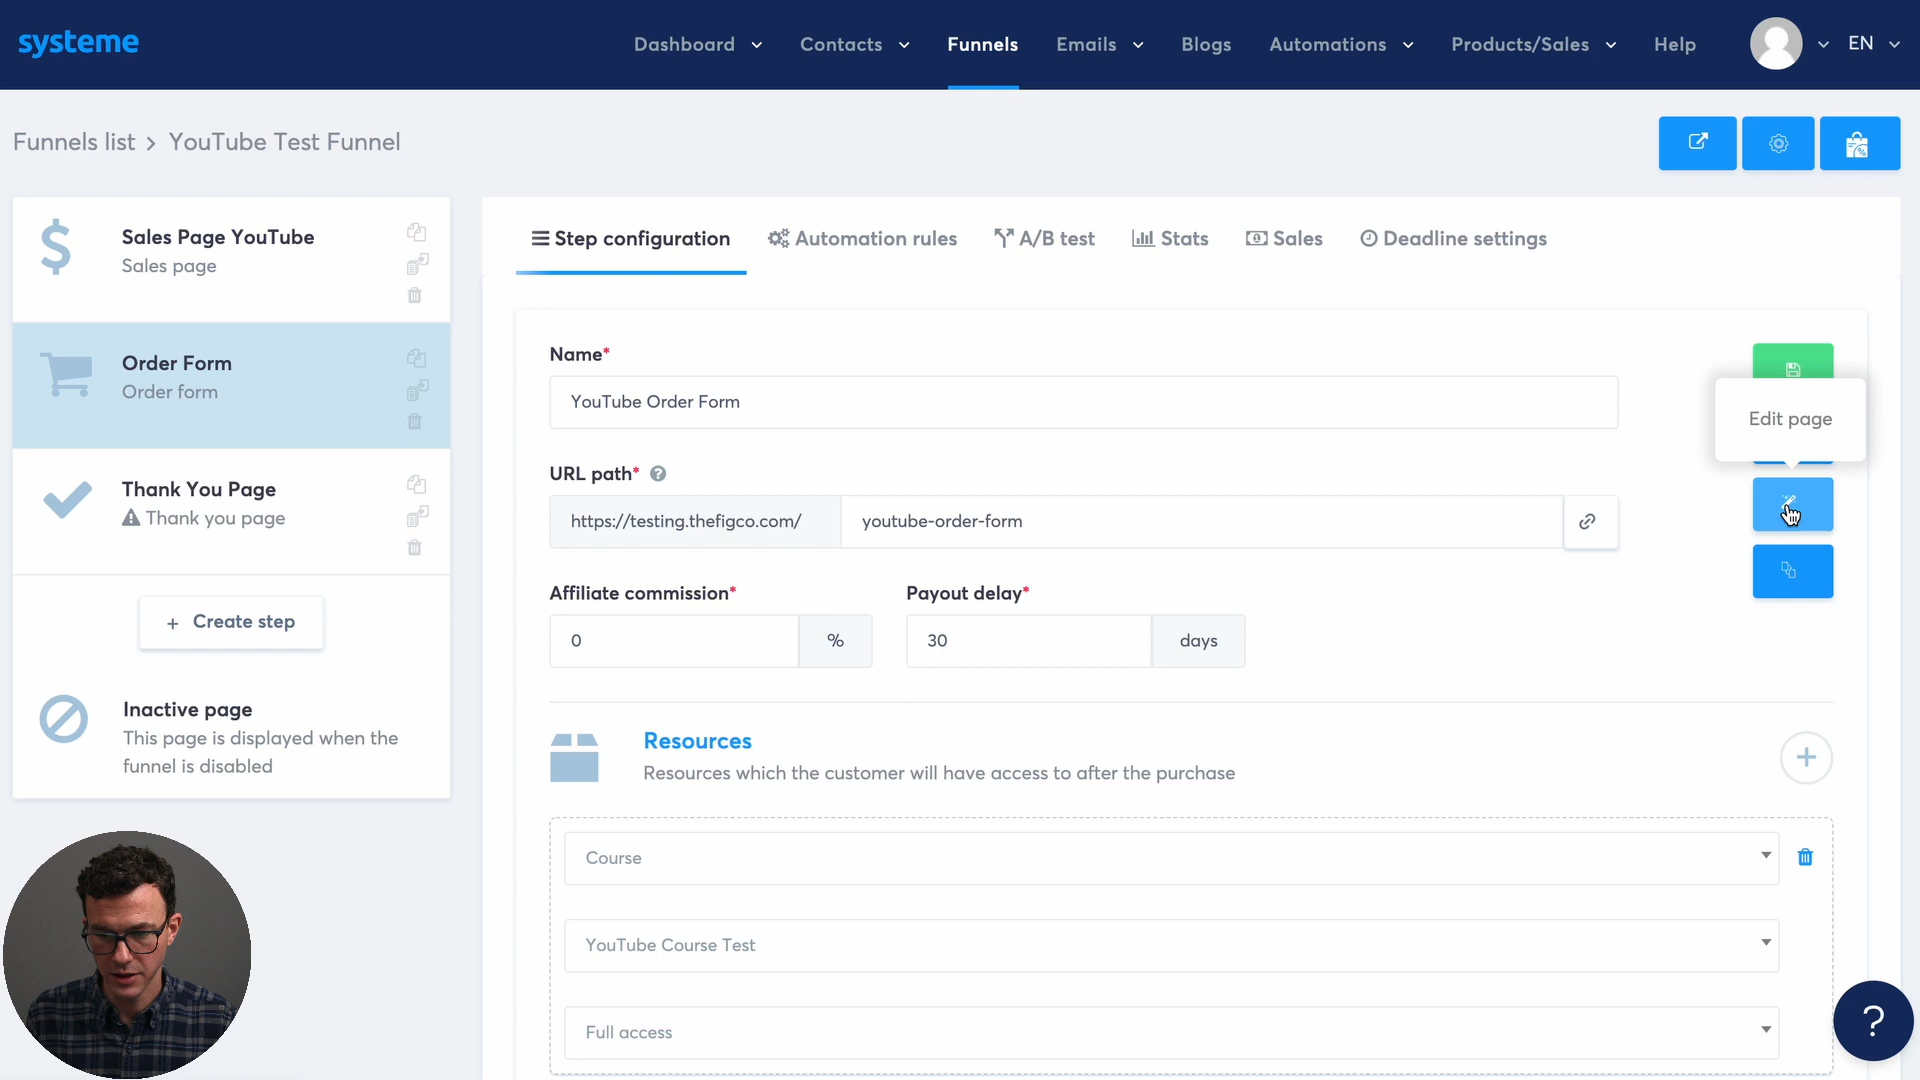 systeme
Dashboard
Contacts
Funnels
Emails
Blogs
Automations
Products/Sales
Help
EN
Funnels list > YouTube Test Funnel
Sales Page YouTube
Sales page
Order Form
Order form
Thank You Page
Thank you page
+ Create step
Inactive page
This page is displayed when the
funnel is disabled
Step configuration
Automation rules
A/B test
Stats
Sales
Deadline settings
Name*
YouTube Order Form
Edit page
URL path* ?
https://testing.thefigco.com/
youtube-order-form
Affiliate commission*
Payout delay*
0
%
30
days
Resources
Resources which the customer will have access to after the purchase
Course
YouTube Course Test
Full access
?